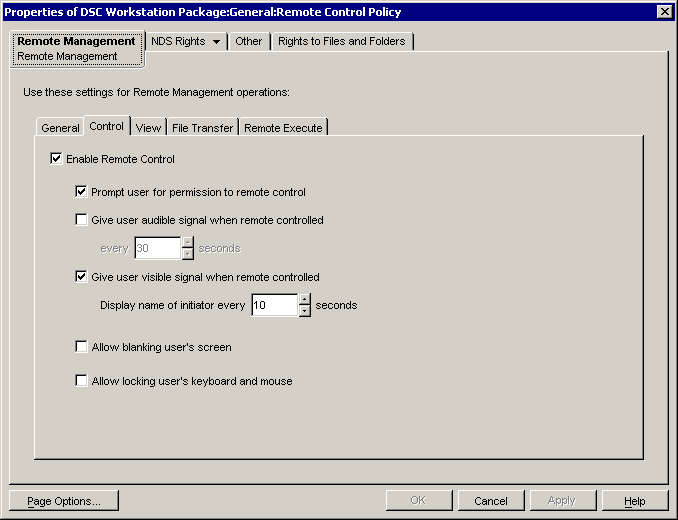 Properties of DSC Workstation Package:General:Remote Control Policy
Remote Management NDS Rights Other Rights to Files and Folders
Remote Management
Use these settings for Remote Management operations:
General Control View File Transfer Remote Execute
Enable Remote Control
Prompt user for permission to remote control
Give user audible signal when remote controlled
every 30 seconds
Give user visible signal when remote controlled
Display name of initiator every 10 seconds
Allow blanking user's screen
Allow locking user's keyboard and mouse
Page Options... OK Cancel Apply Help